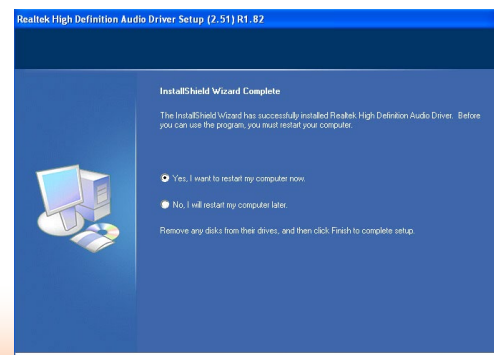 Realtek High Definition Audio Driver Setup (2.51) R1.82
InstallShield Wizard Complete
The InstallShield Wizard has successfully installed Realtek High Definition Audio Driver. Before
you can use the program, you must restart your computer.
Yes, I want to restart my computer now.
No, I will restart my computer later.
Remove any disks from their drives, and then click Finish to complete setup.